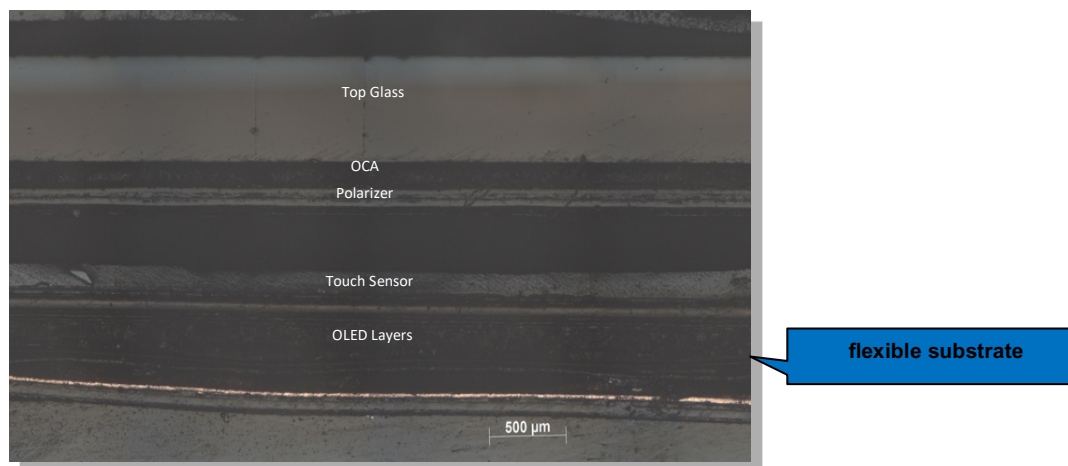 Top Glass
OCA
Polarizer
Touch Sensor
OLED Layers
flexible substrate
500 µm